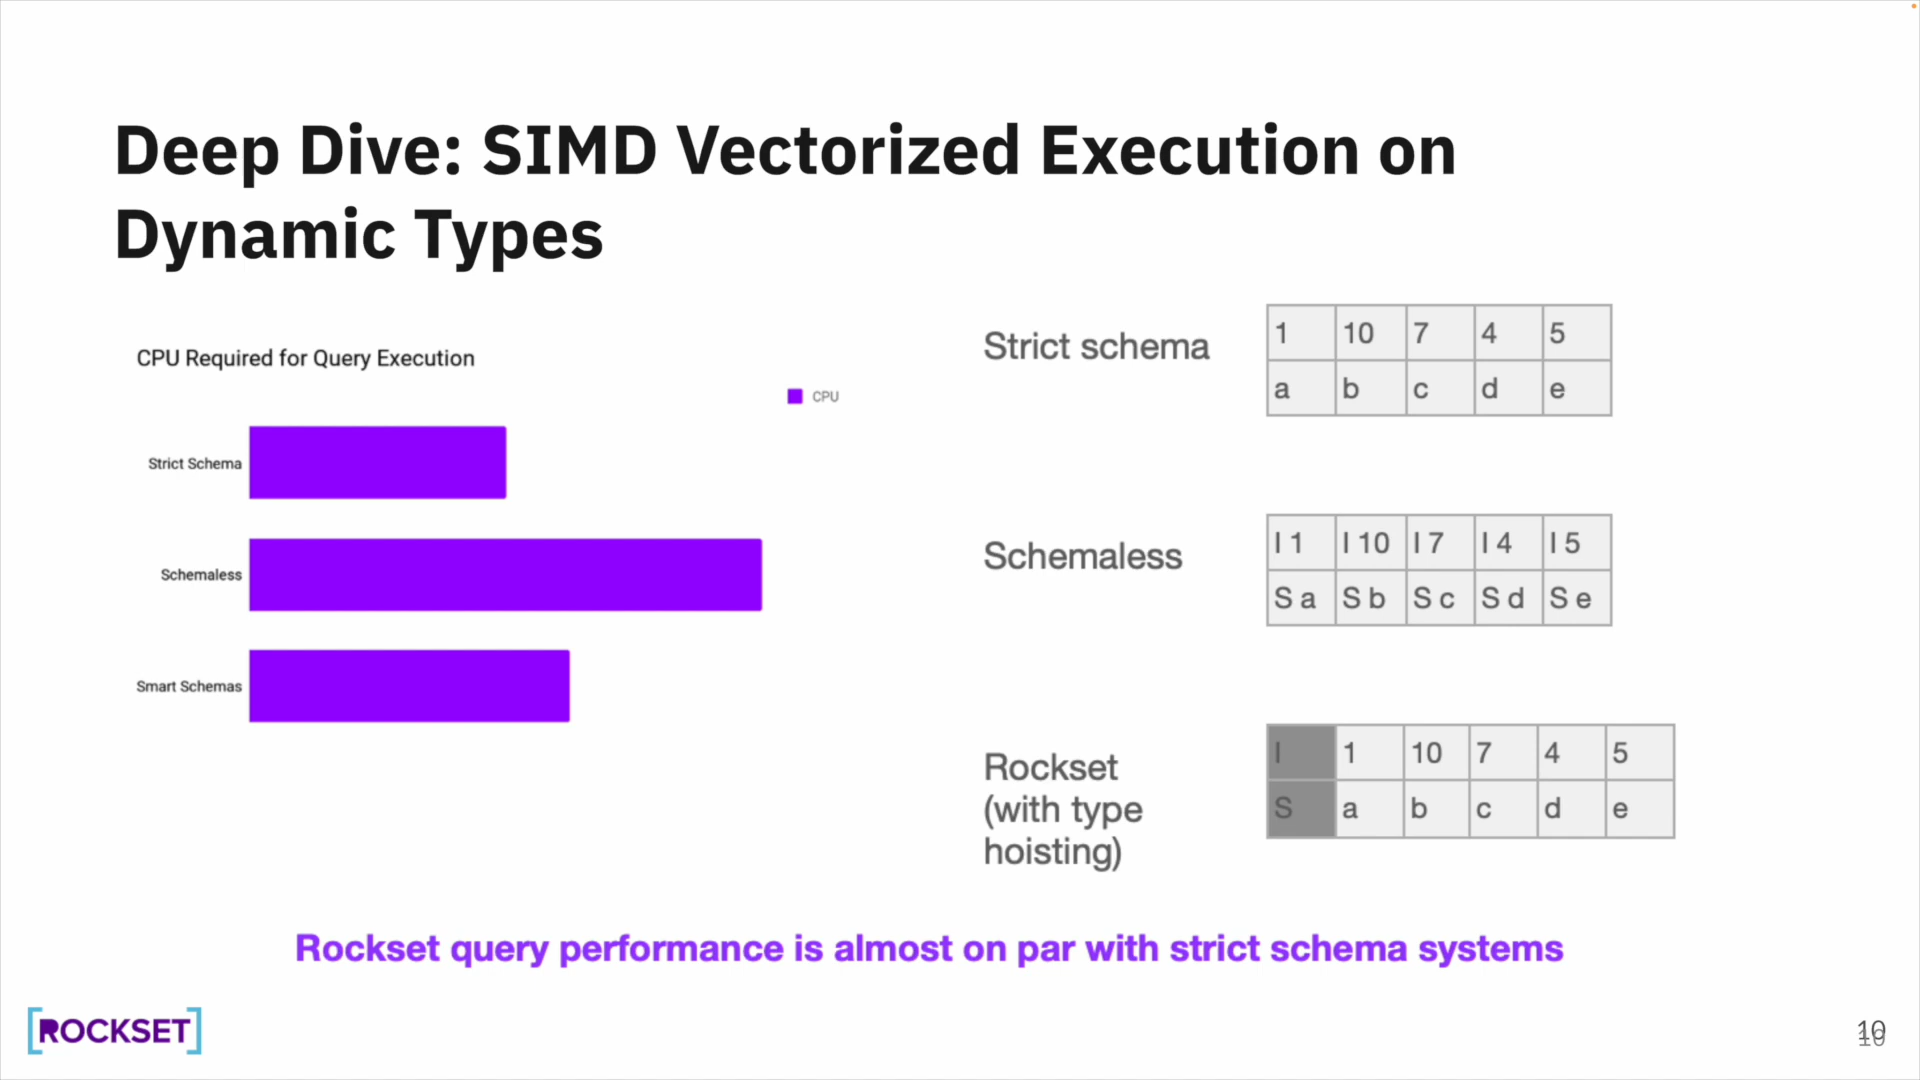 Deep Dive: SIMD Vectorized Execution on
Dynamic Types
CPU Required for Query Execution
CPU
Strict Schema
Schemaless
Smart Schemas
Strict schema
1 10 7 4 5
a b c d e
Schemaless
I 1 I 10 I 7 I 4 I 5
S a S b S c S d S e
Rockset
(with type
hoisting)
I 1 10 7 4 5
S a b c d e
Rockset query performance is almost on par with strict schema systems
[ROCKSET]
10
10